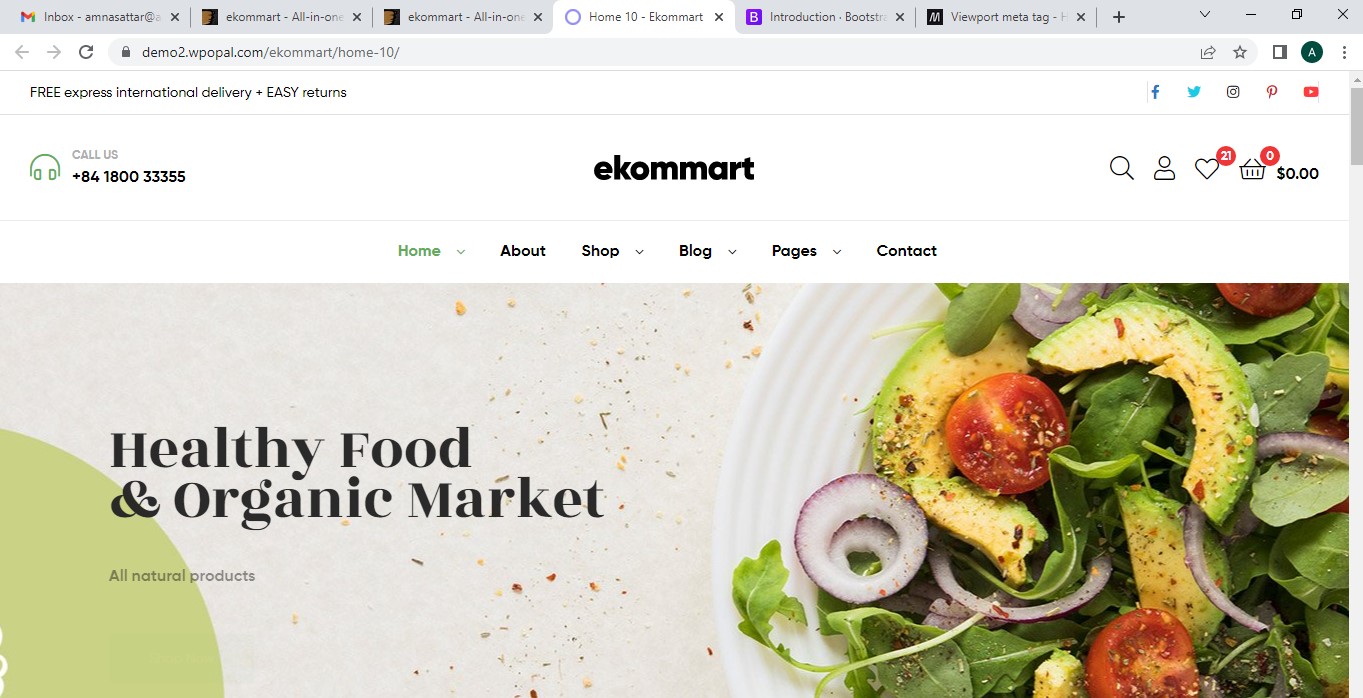 Inbox - amnasattar@a
ekommart - All-in-one
ekommart - All-in-one
Home 10 - Ekommart
B
Introduction · Bootstra
M
Viewport meta tag - H
demo2.wpopal.com/ekommart/home-10/
A
FREE express international delivery + EASY returns
CALL US
+84 1800 33355
ekommart
21
0
$0.00
Home
About
Shop
Blog
Pages
Contact
Healthy Food
& Organic Market
All natural products